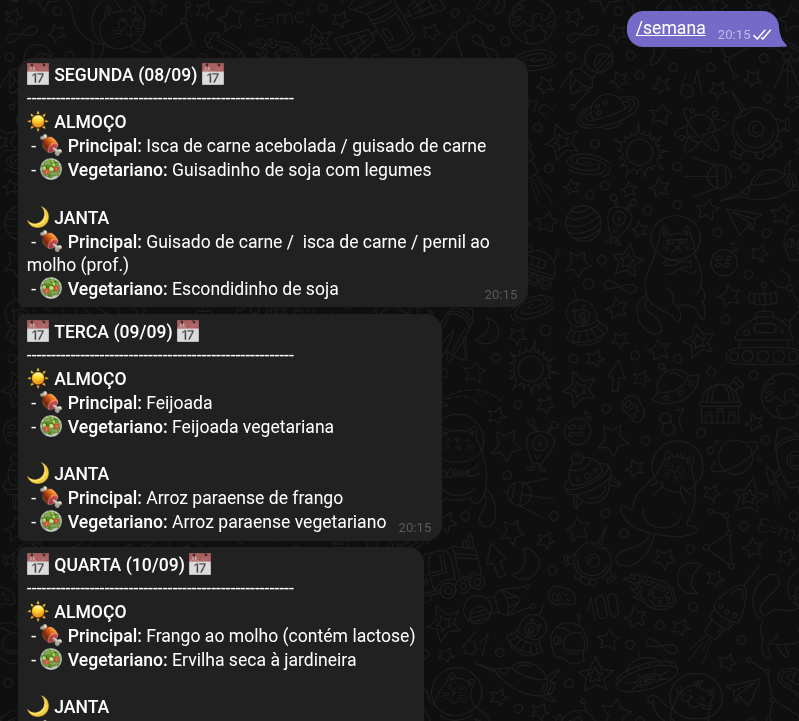 /semana 20:15
📅 SEGUNDA (08/09) 📅
-------------------------------------------------------
☀️ ALMOÇO
- 🍖 Principal: Isca de carne acebolada / guisado de carne
- 🥗 Vegetariano: Guisadinho de soja com legumes
🌙 JANTA
- 🍖 Principal: Guisado de carne /  isca de carne / pernil ao
molho (prof.)
- 🥗 Vegetariano: Escondidinho de soja
20:15
📅 TERCA (09/09) 📅
-------------------------------------------------------
☀️ ALMOÇO
- 🍖 Principal: Feijoada
- 🥗 Vegetariano: Feijoada vegetariana
🌙 JANTA
- 🍖 Principal: Arroz paraense de frango
- 🥗 Vegetariano: Arroz paraense vegetariano 20:15
📅 QUARTA (10/09) 📅
-------------------------------------------------------
☀️ ALMOÇO
- 🍖 Principal: Frango ao molho (contém lactose)
- 🥗 Vegetariano: Ervilha seca à jardineira
🌙 JANTA